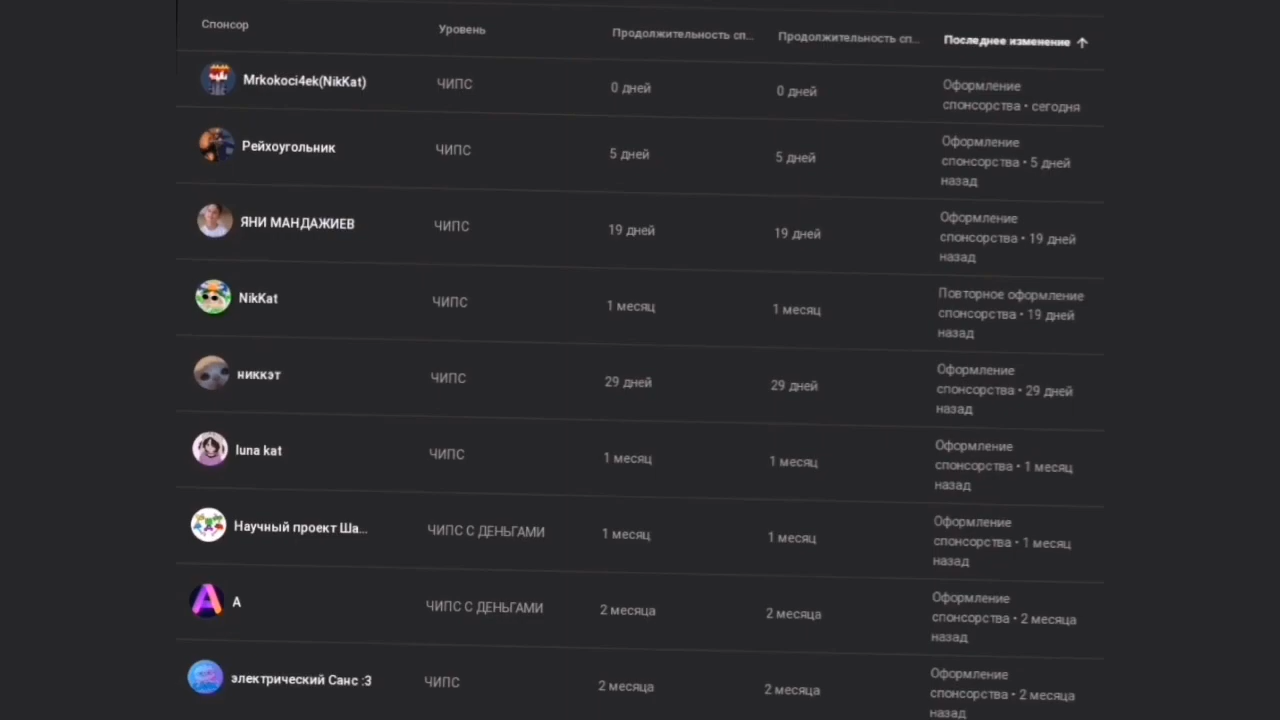 Спонсор Уровень Продолжительность сп... Продолжительность сп... Последнее изменение
Mrkokoci4ek(NikKat) ЧИПС 0 дней 0 дней Оформление
спонсорства • сегодня
Рейхоугольник ЧИПС 5 дней 5 дней Оформление
спонсорства • 5 дней
назад
ЯНИ МАНДАЖИЕВ ЧИПС 19 дней 19 дней Оформление
спонсорства • 19 дней
назад
NikKat ЧИПС 1 месяц 1 месяц Повторное оформление
спонсорства • 19 дней
назад
никкэт ЧИПС 29 дней 29 дней Оформление
спонсорства • 29 дней
назад
luna kat ЧИПС 1 месяц 1 месяц Оформление
спонсорства • 1 месяц
назад
Научный проект Ша... ЧИПС С ДЕНЬГАМИ 1 месяц 1 месяц Оформление
спонсорства • 1 месяц
назад
A ЧИПС С ДЕНЬГАМИ 2 месяца 2 месяца Оформление
спонсорства • 2 месяца
назад
электрический Санс :3 ЧИПС 2 месяца 2 месяца Оформление
спонсорства • 2 месяца
назад